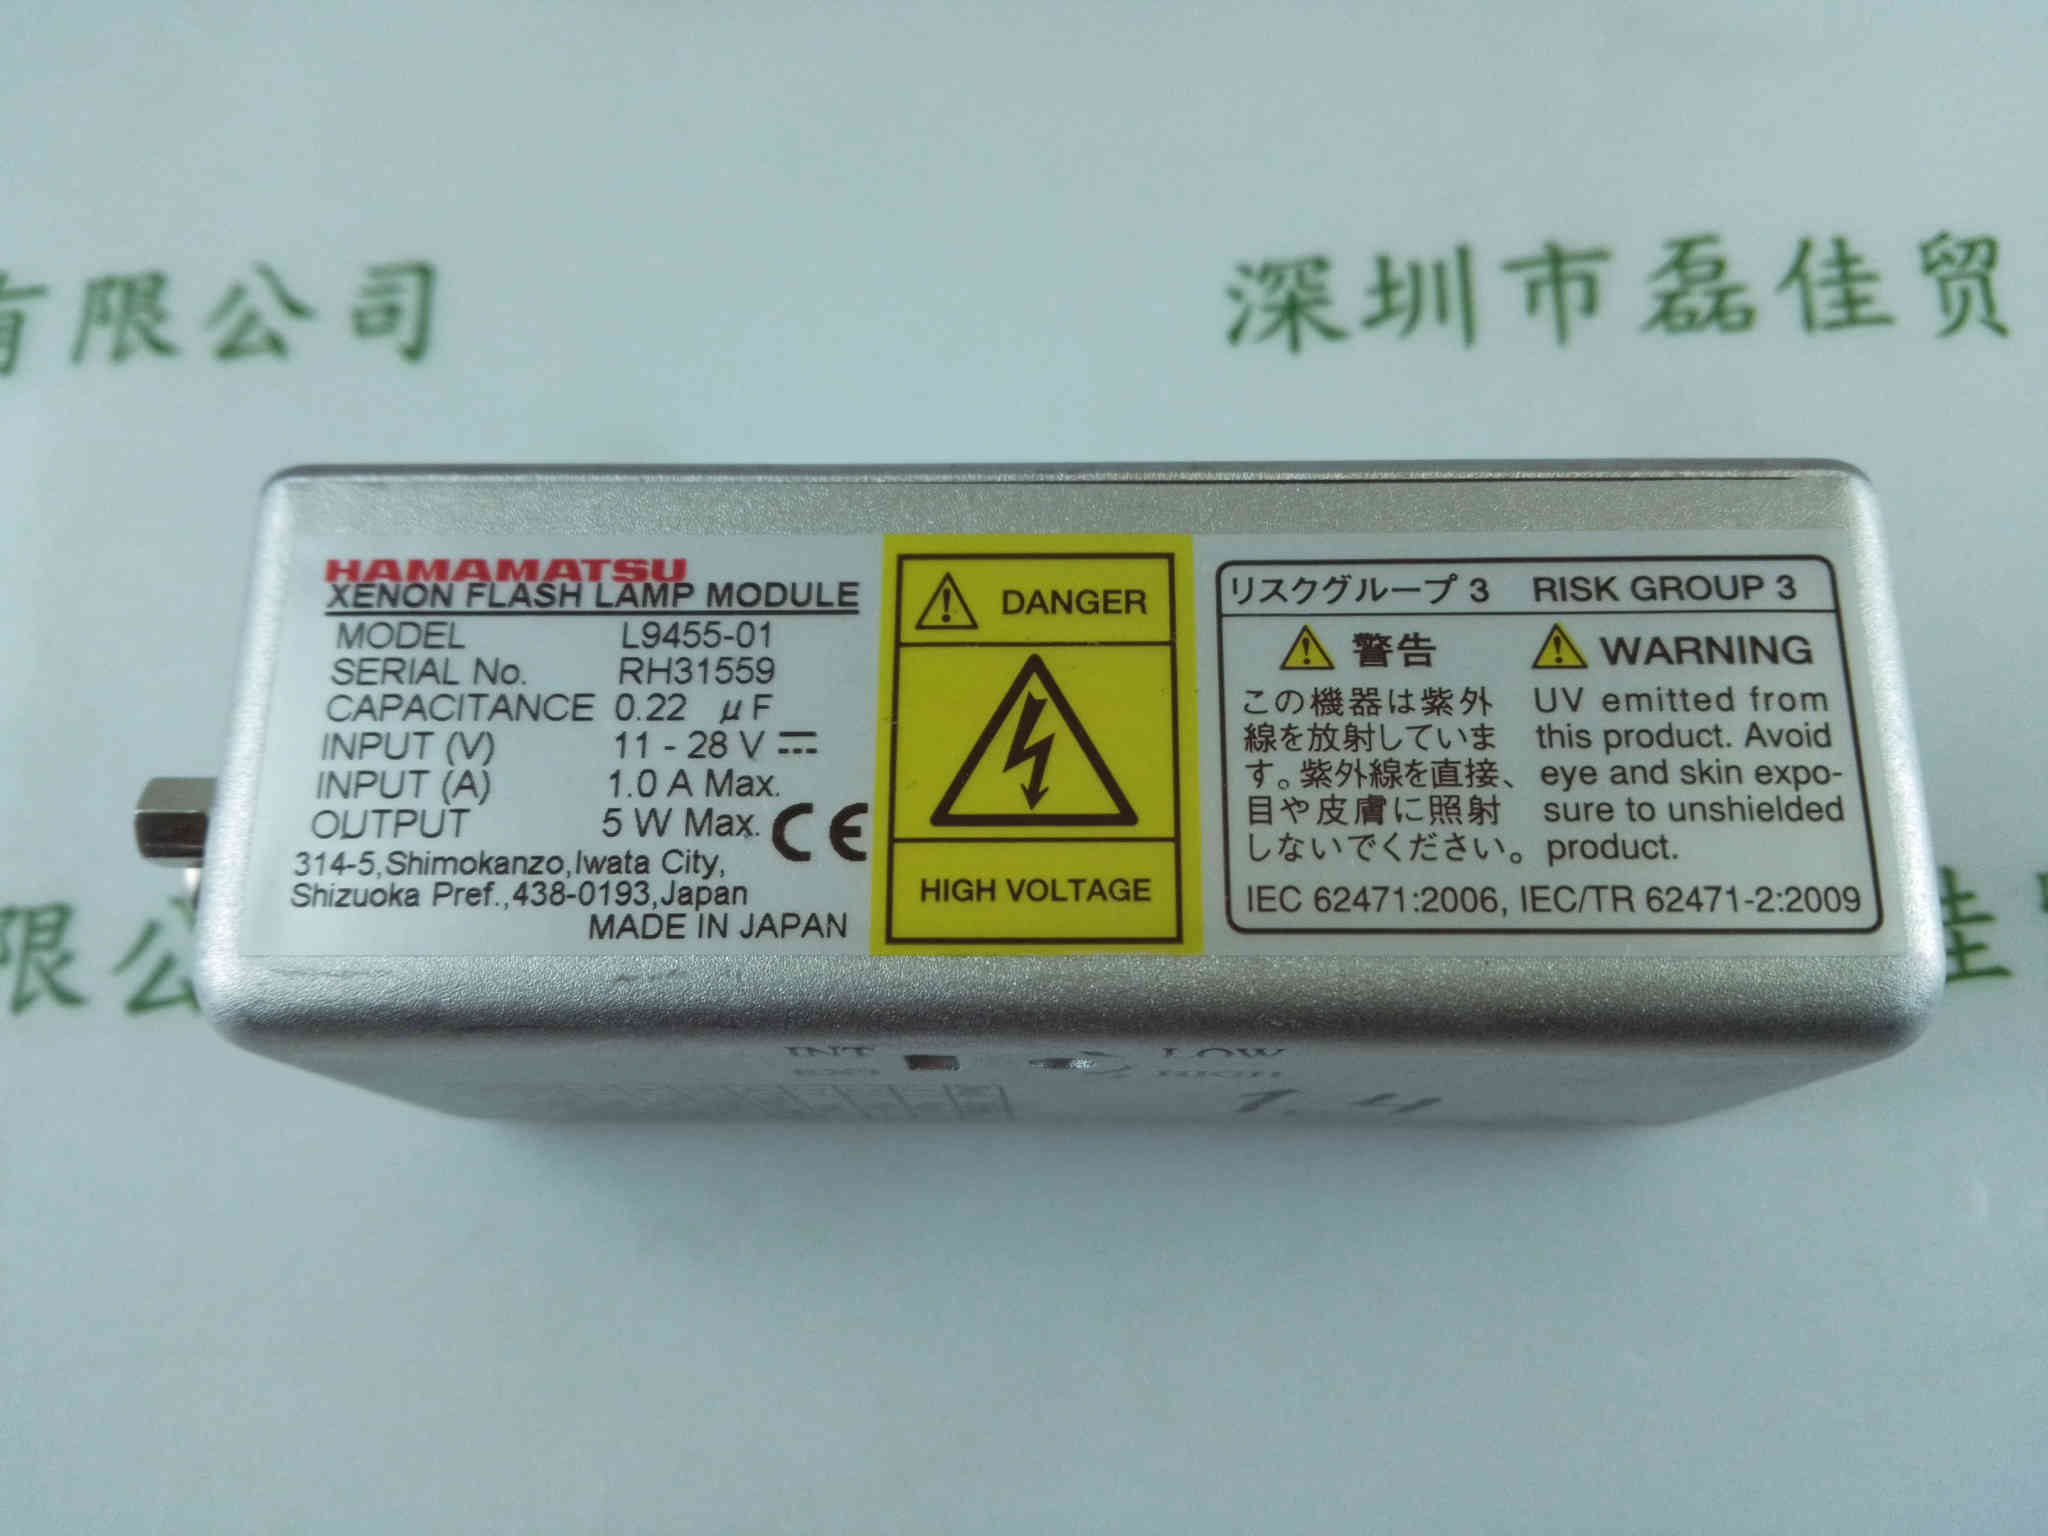 有限公司
深圳市磊佳贸
HAMAMATSU
XENON FLASH LAMP MODULE
MODEL L9455-01
SERIAL No. RH31559
CAPACITANCE 0.22 μF
INPUT (V) 11 - 28 V
INPUT (A) 1.0 A Max.
OUTPUT 5 W Max.
CE
314-5,Shimokanzo,Iwata City,
Shizuoka Pref.,438-0193,Japan
MADE IN JAPAN
DANGER
HIGH VOLTAGE
リスクグループ 3 RISK GROUP 3
警告
この機器は紫外
線を放射していま
す。紫外線を直接、
目や皮膚に照射
しないでください。
WARNING
UV emitted from
this product. Avoid
eye and skin expo-
sure to unshielded
product.
IEC 62471:2006, IEC/TR 62471-2:2009
限公
佳
INT LOW
HIGH